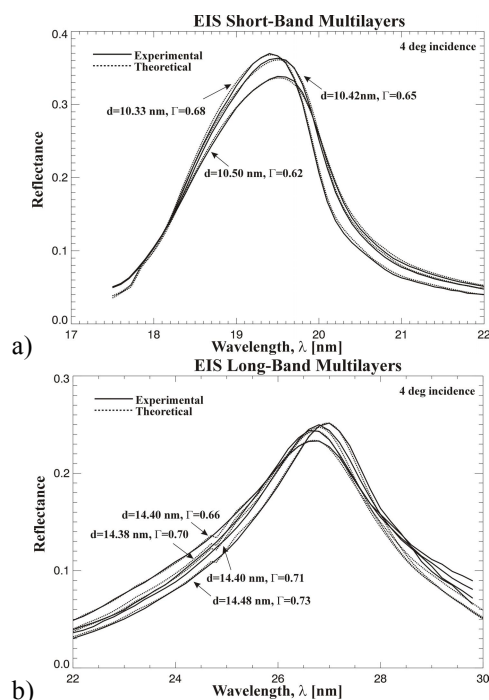 EIS Short-Band Multilayers
0.4
4 deg incidence
Experimental
Theoretical
d=10.33 nm, Γ=0.68
d=10.42nm, Γ=0.65
0.3
d=10.50 nm, Γ=0.62
Reflectance
0.2
0.1
0.0
17 18 19 20 21 22
Wavelength, λ [nm]
a)
EIS Long-Band Multilayers
0.3
4 deg incidence
Experimental
Theoretical
0.2
Reflectance
d=14.40 nm, Γ=0.66
d=14.38 nm, Γ=0.70
d=14.40 nm, Γ=0.71
0.1
d=14.48 nm, Γ=0.73
0.0
22 24 26 28 30
Wavelength, λ [nm]
b)